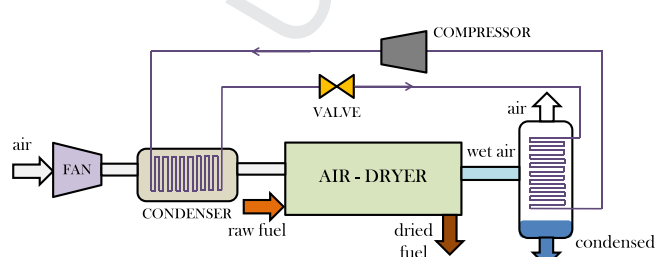 COMPRESSOR
VALVE
air
air
FAN
wet air
AIR - DRYER
CONDENSER
raw fuel
dried
fuel
condensed